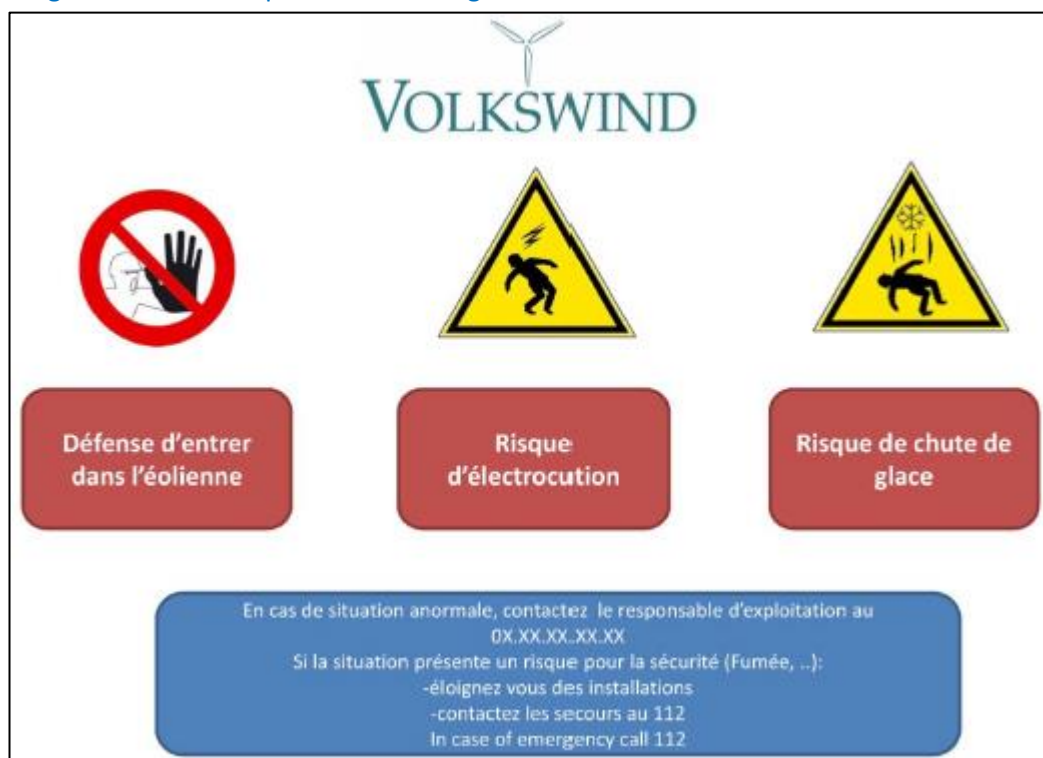 VOLKSWIND
Défense d'entrer
dans l'éolienne
Risque
d'électrocution
Risque de chute de
glace
En cas de situation anormale, contactez le responsable d'exploitation au
0X.XX.XX.XX.XX
Si la situation présente un risque pour la sécurité (Fumée, ..):
-éloignez vous des installations
-contactez les secours au 112
In case of emergency call 112